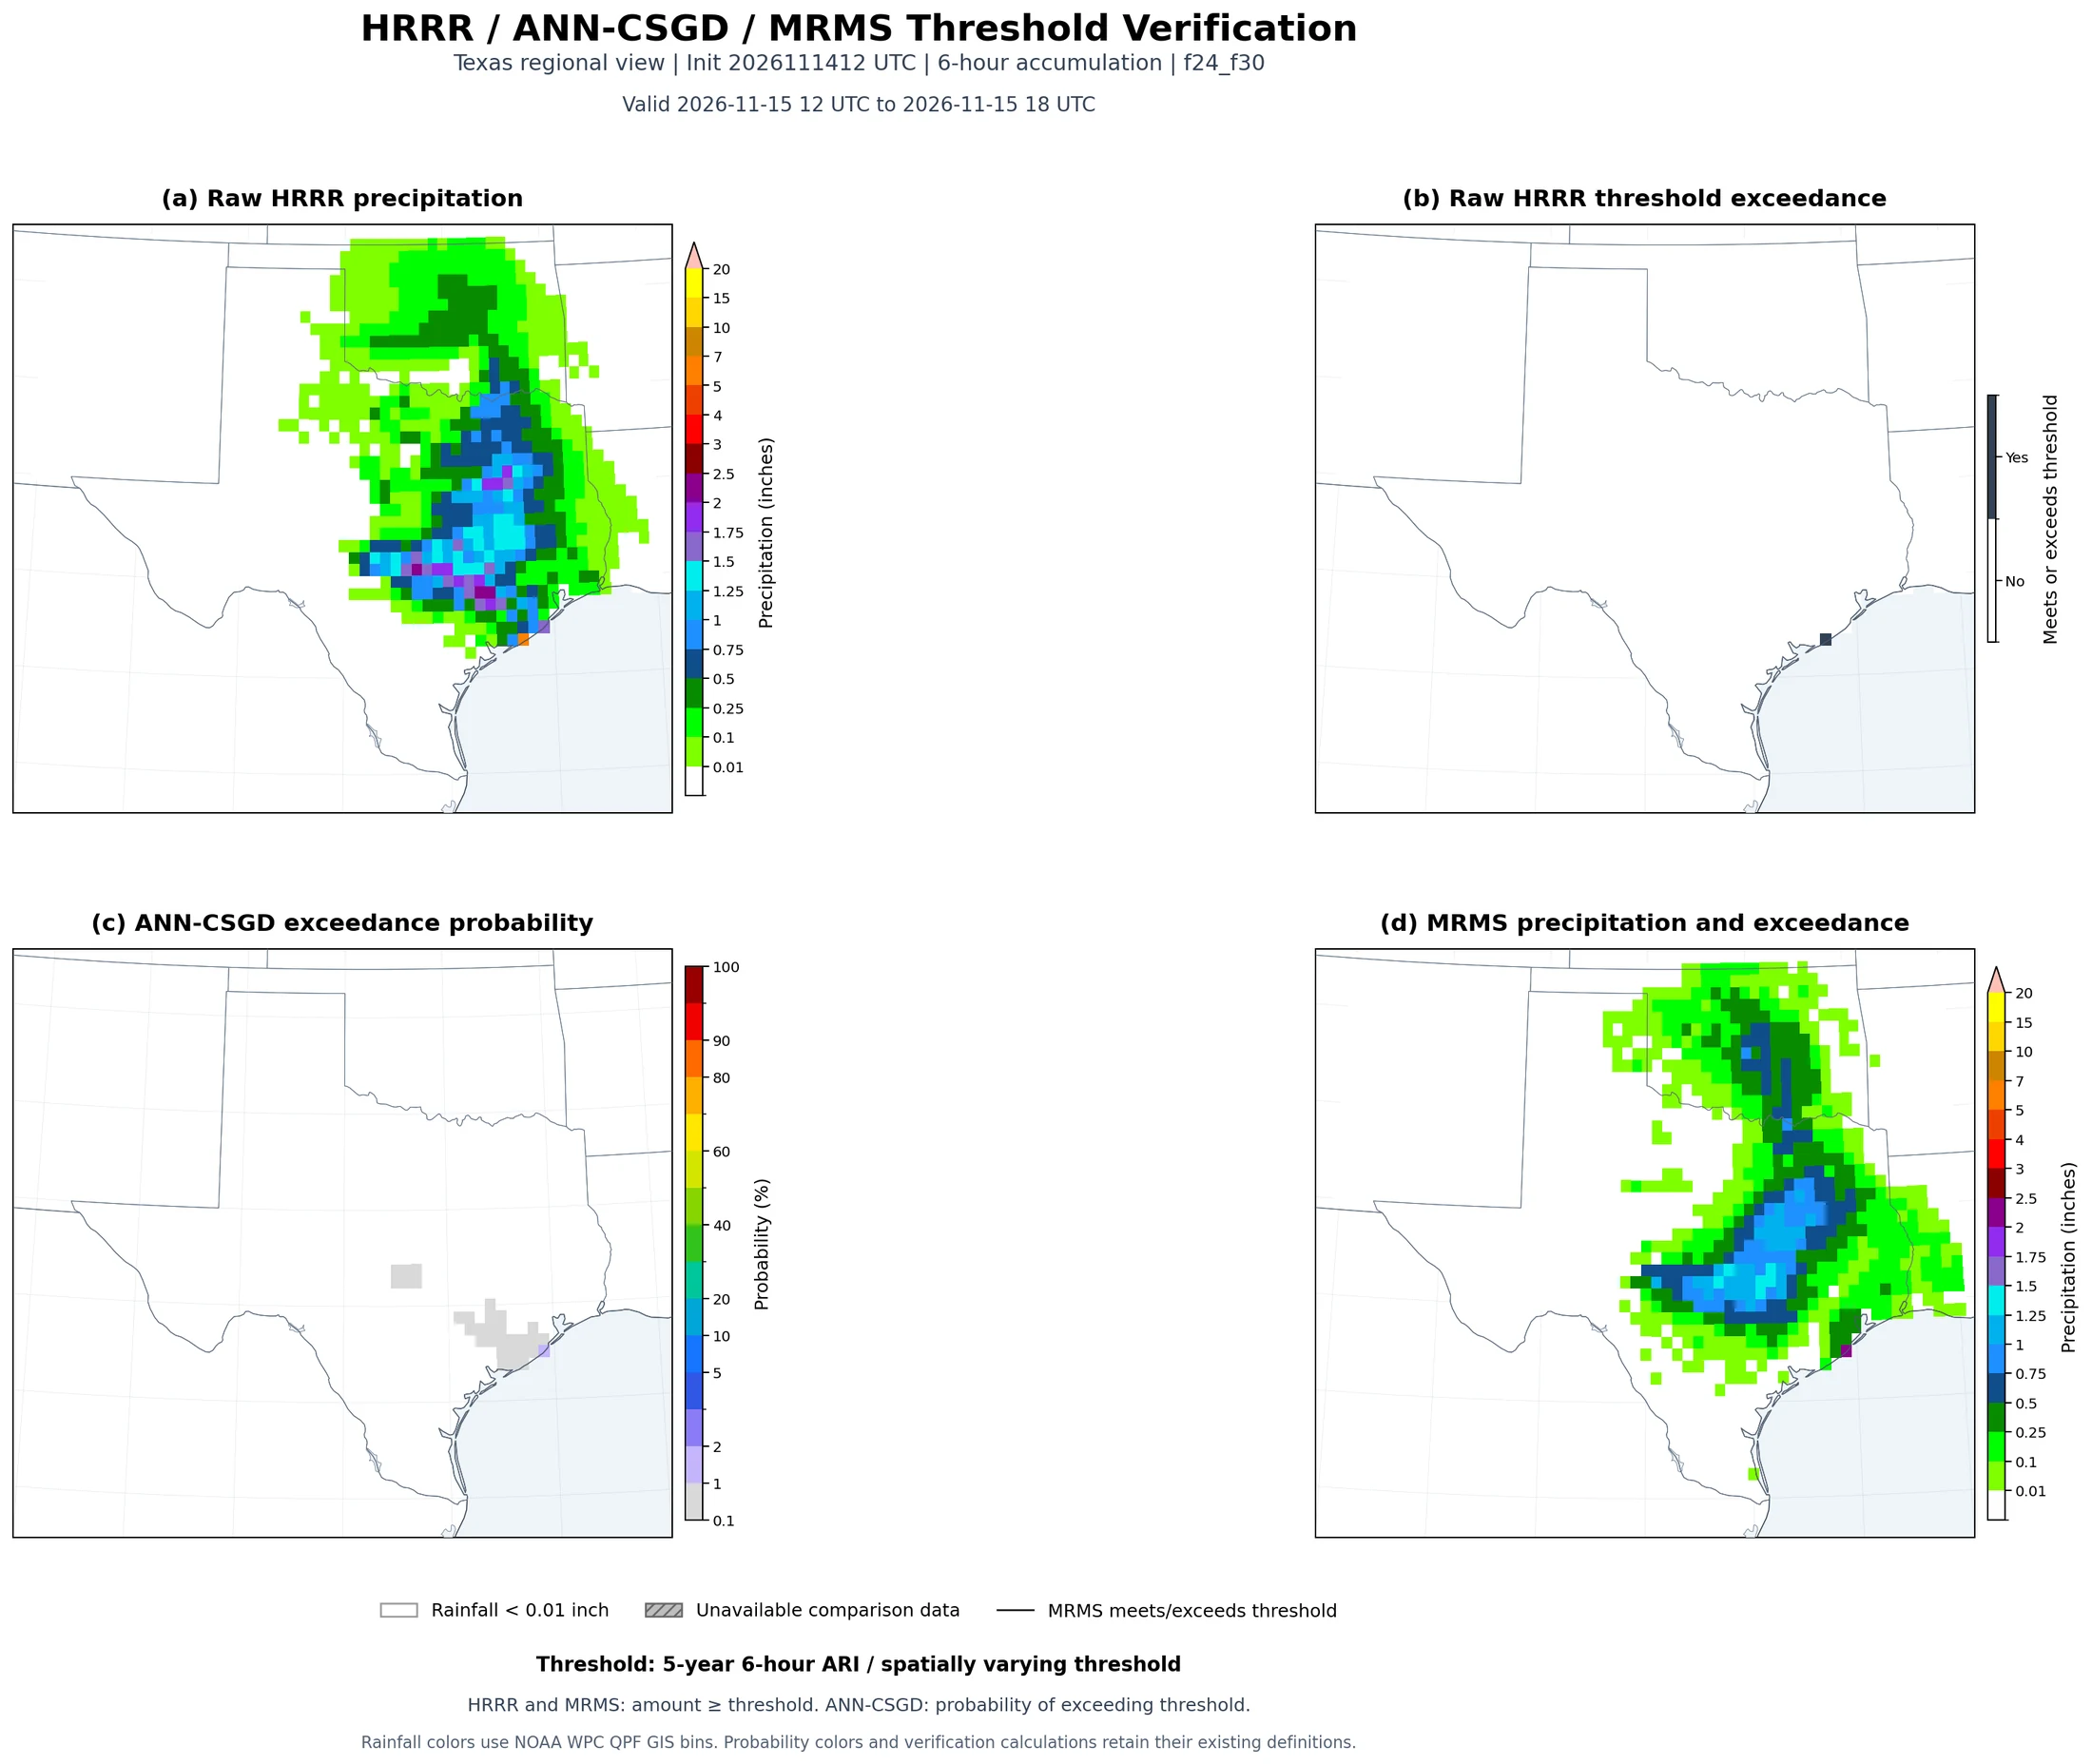 HRRR / ANN-CSGD / MRMS Threshold Verification
Texas regional view | Init 2026111412 UTC | 6-hour accumulation | f24_f30
Valid 2026-11-15 12 UTC to 2026-11-15 18 UTC
(a) Raw HRRR precipitation
20
15
10
7
5
4
3
2.5
2
1.75
1.5
1.25
1
0.75
0.5
0.25
0.1
0.01
Precipitation (inches)
(b) Raw HRRR threshold exceedance
Yes
No
Meets or exceeds threshold
(c) ANN-CSGD exceedance probability
100
90
80
60
40
20
10
5
2
1
0.1
Probability (%)
(d) MRMS precipitation and exceedance
20
15
10
7
5
4
3
2.5
2
1.75
1.5
1.25
1
0.75
0.5
0.25
0.1
0.01
Precipitation (inches)
Rainfall < 0.01 inch
Unavailable comparison data
MRMS meets/exceeds threshold
Threshold: 5-year 6-hour ARI / spatially varying threshold
HRRR and MRMS: amount ≥ threshold. ANN-CSGD: probability of exceeding threshold.
Rainfall colors use NOAA WPC QPF GIS bins. Probability colors and verification calculations retain their existing definitions.